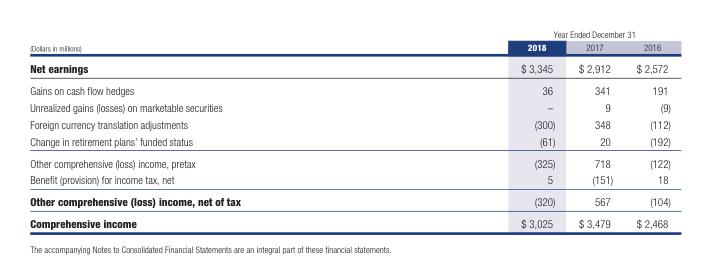 Year Ended December 31
(Dollars in millions) 2018 2017 2016
Net earnings $ 3,345 $ 2,912 $ 2,572
Gains on cash flow hedges 36 341 191
Unrealized gains (losses) on marketable securities – 9 (9)
Foreign currency translation adjustments (300) 348 (112)
Change in retirement plans’ funded status (61) 20 (192)
Other comprehensive (loss) income, pretax (325) 718 (122)
Benefit (provision) for income tax, net 5 (151) 18
Other comprehensive (loss) income, net of tax (320) 567 (104)
Comprehensive income $ 3,025 $ 3,479 $ 2,468
The accompanying Notes to Consolidated Financial Statements are an integral part of these financial statements.